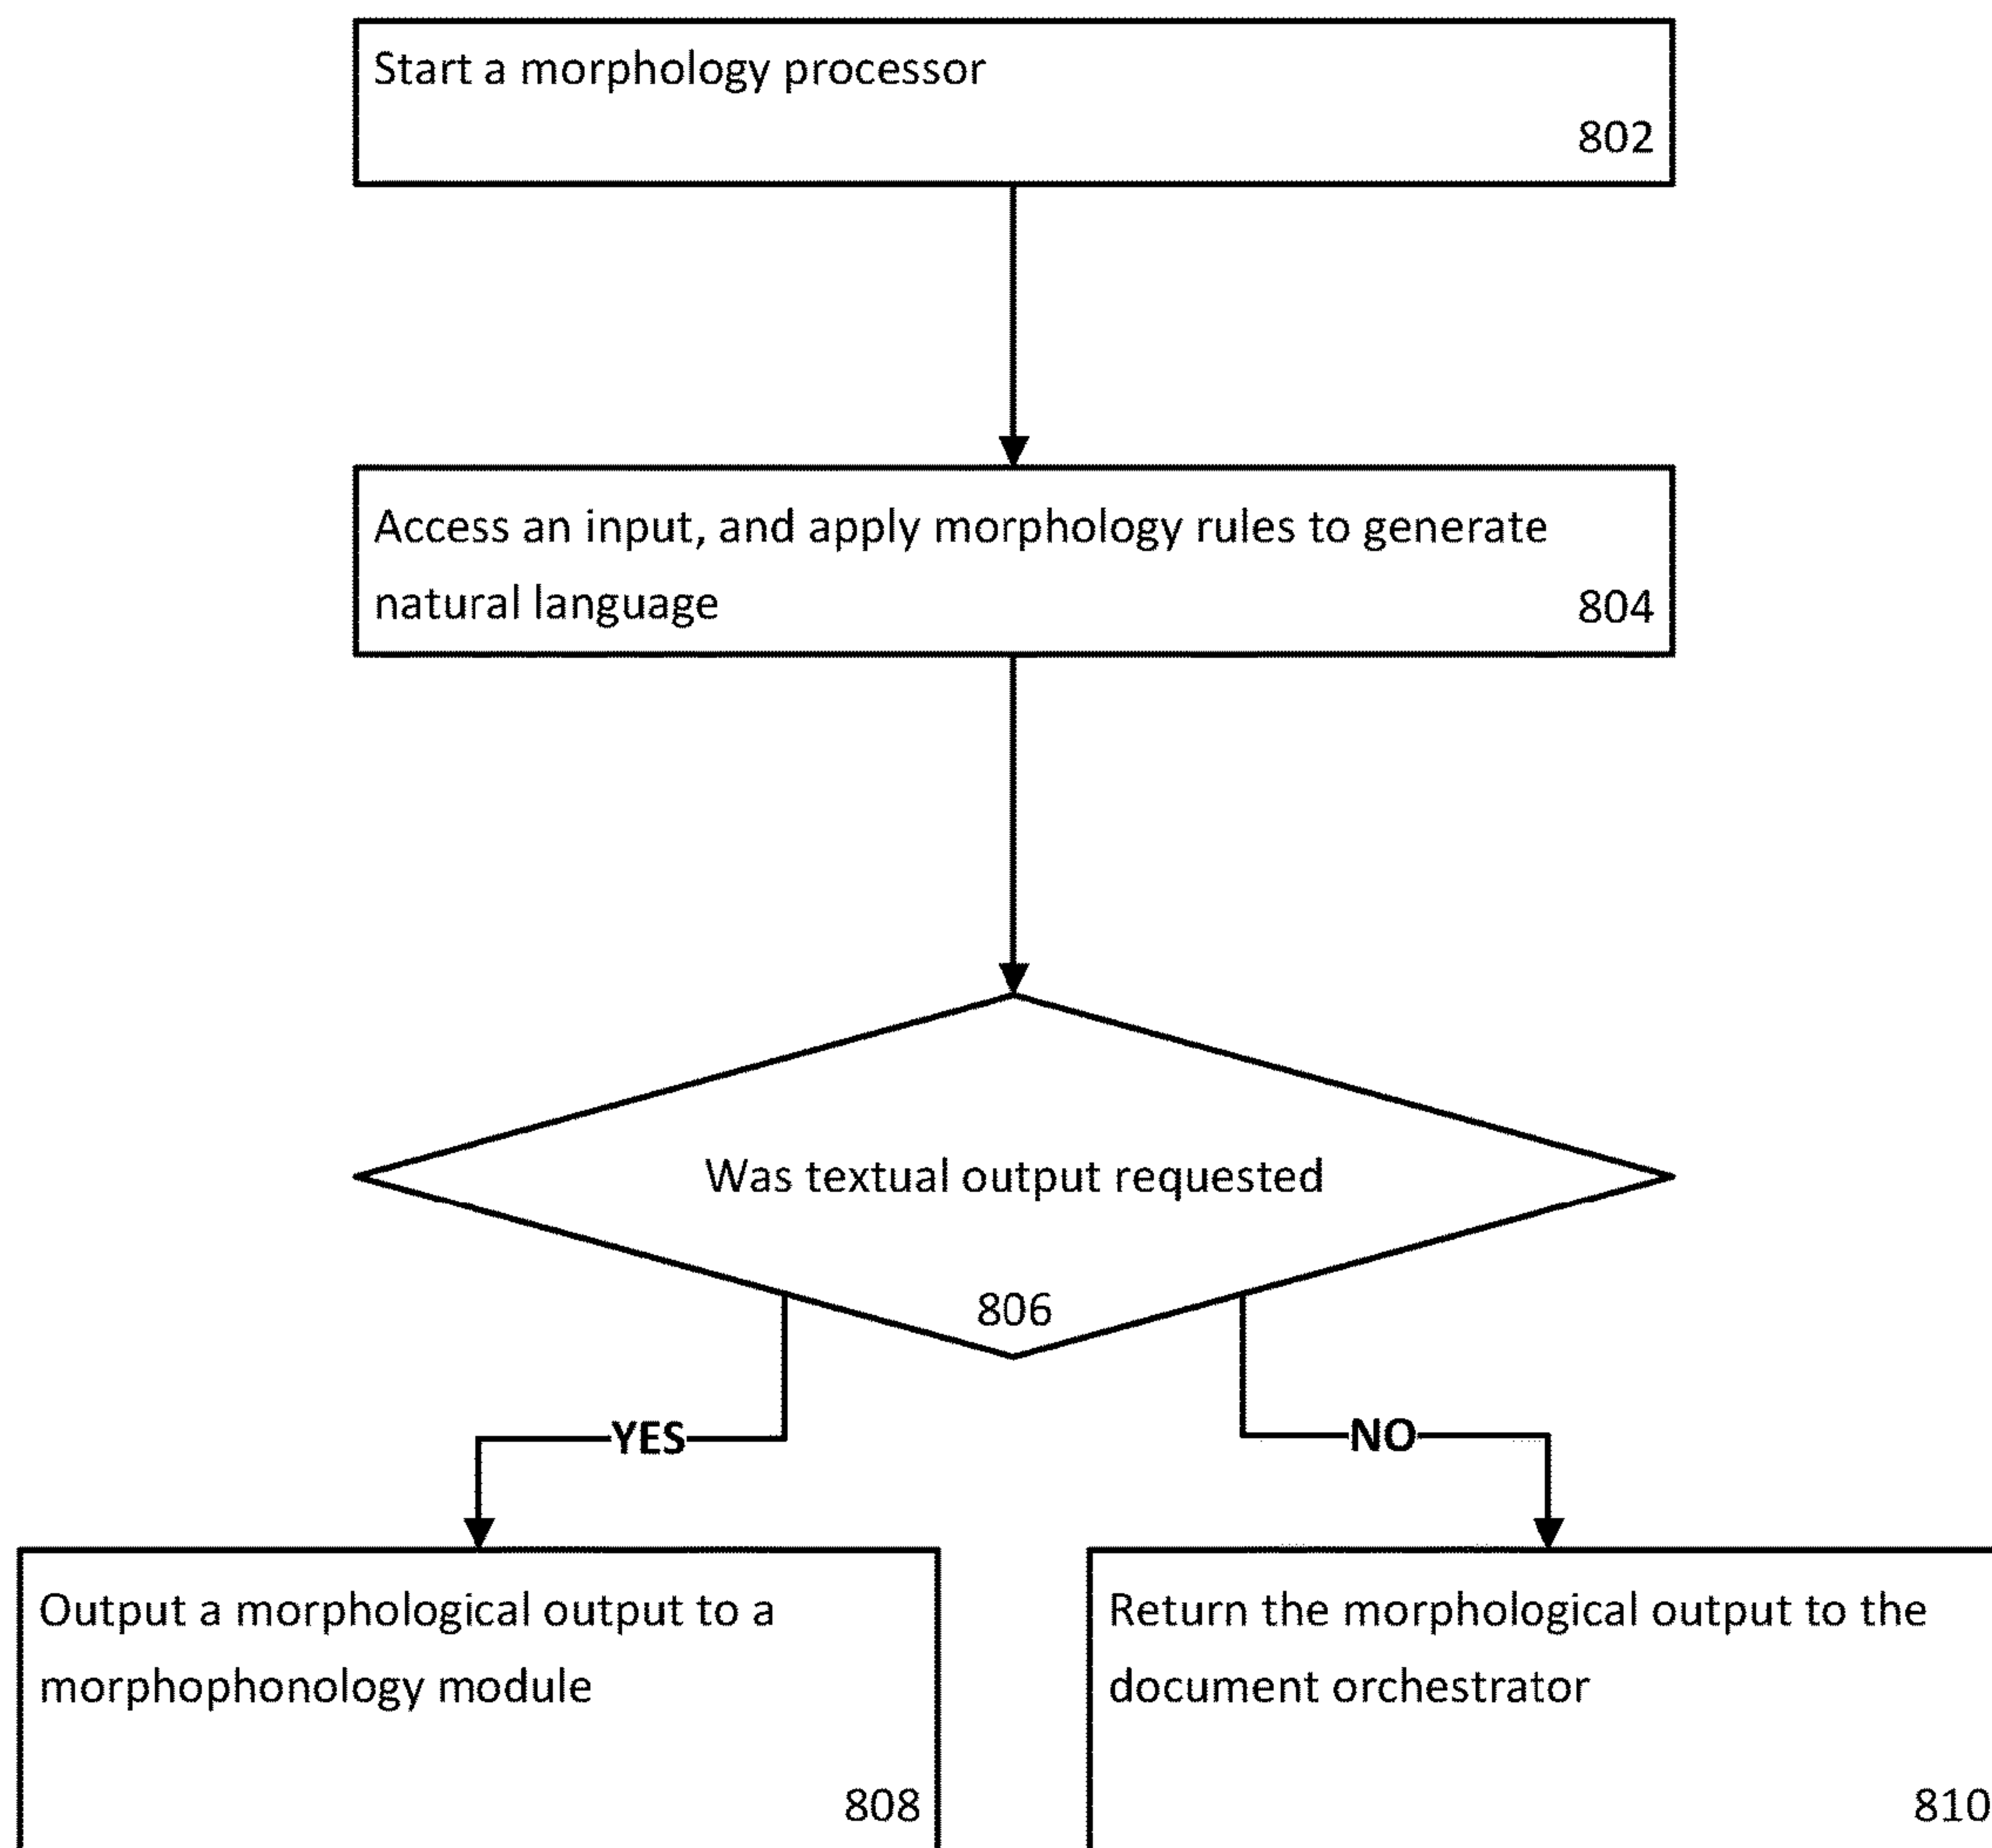 Start a morphology processor
802
Access an input, and apply morphology rules to generate
natural language
804
Was textual output requested
806
YES
NO
Output a morphological output to a
morphophonology module
808
Return the morphological output to the
document orchestrator
810